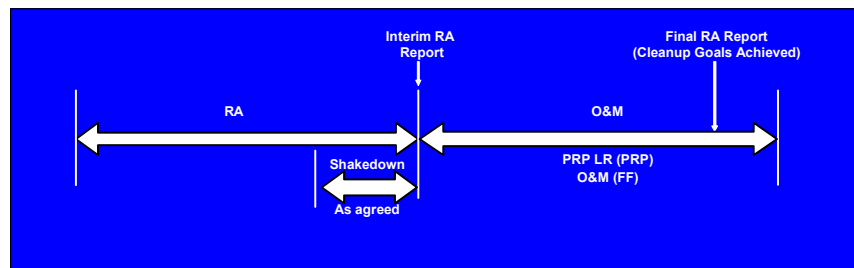 Interim RA
Report
Final RA Report
(Cleanup Goals Achieved)
RA
O&M
Shakedown
As agreed
PRP LR (PRP)
O&M (FF)